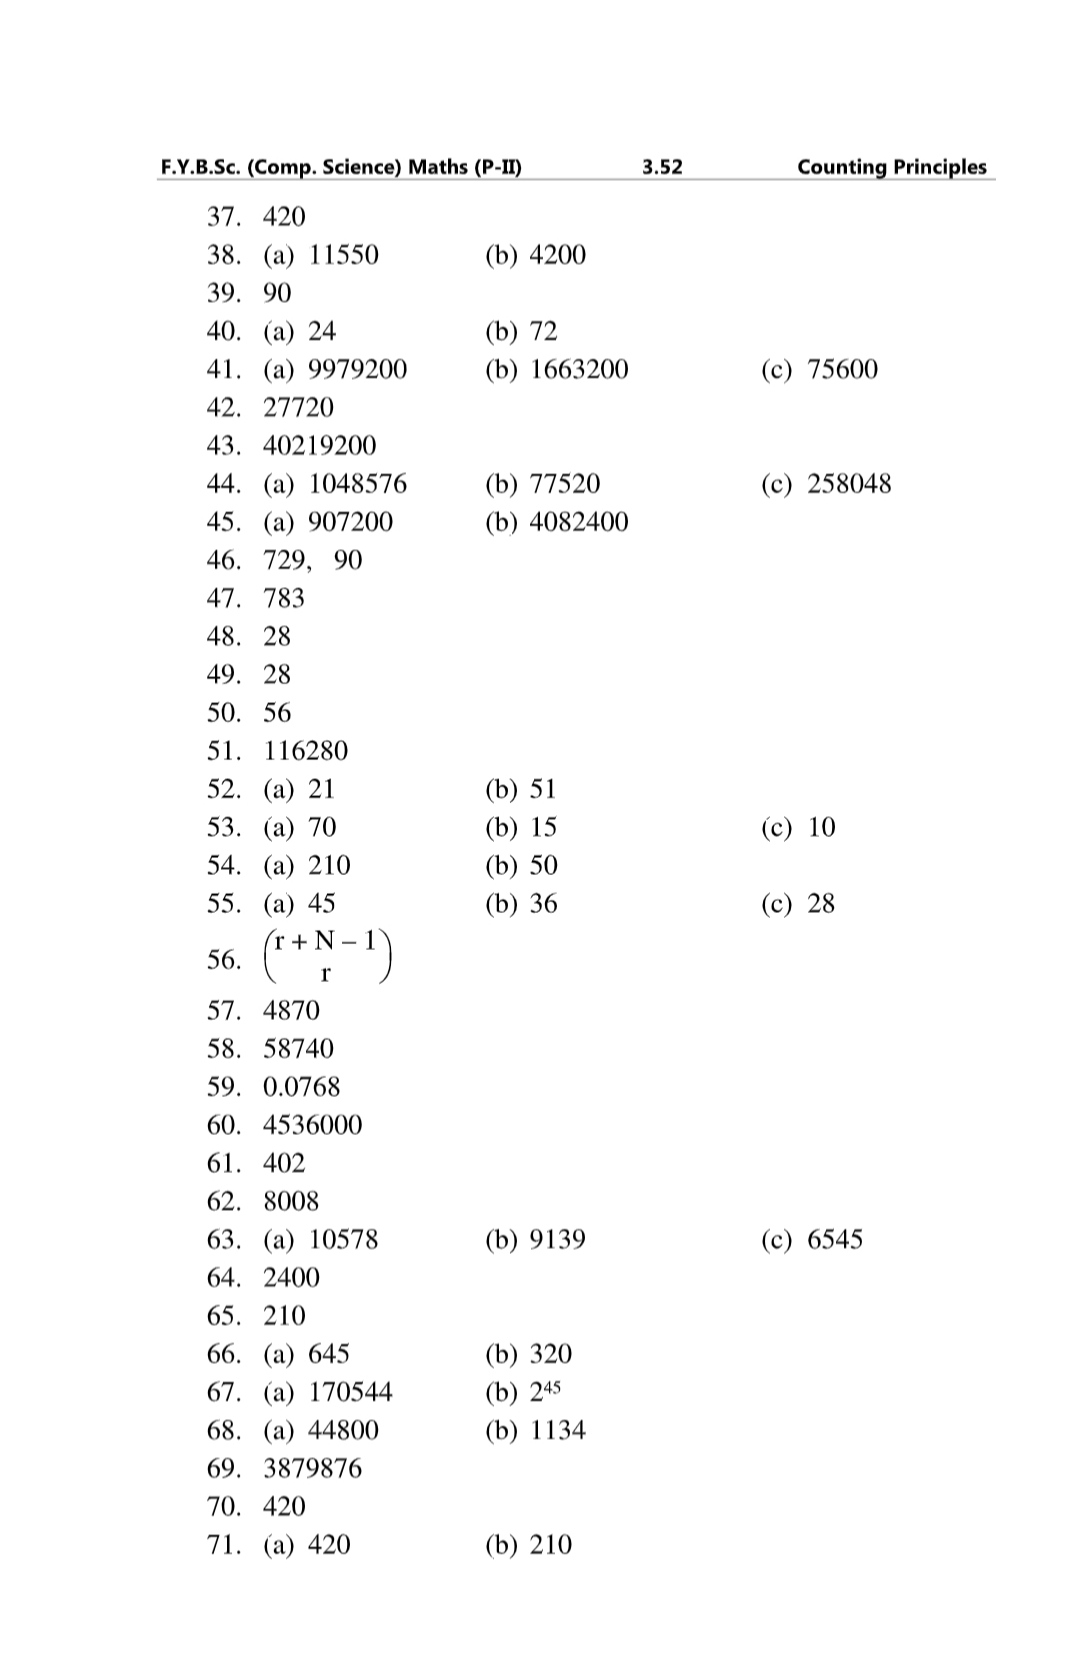 F.Y.B.Sc. (Comp. Science) Maths (P-II) 3.52 Counting Principles
37. 420
38. (a) 11550 (b) 4200
39. 90
40. (a) 24 (b) 72
41. (a) 9979200 (b) 1663200 (c) 75600
42. 27720
43. 40219200
44. (a) 1048576 (b) 77520 (c) 258048
45. (a) 907200 (b) 4082400
46. 729, 90
47. 783
48. 28
49. 28
50. 56
51. 116280
52. (a) 21 (b) 51
53. (a) 70 (b) 15 (c) 10
54. (a) 210 (b) 50
55. (a) 45 (b) 36 (c) 28
56. (r + N – 1
r)
57. 4870
58. 58740
59. 0.0768
60. 4536000
61. 402
62. 8008
63. (a) 10578 (b) 9139 (c) 6545
64. 2400
65. 210
66. (a) 645 (b) 320
67. (a) 170544 (b) 2⁴⁵
68. (a) 44800 (b) 1134
69. 3879876
70. 420
71. (a) 420 (b) 210